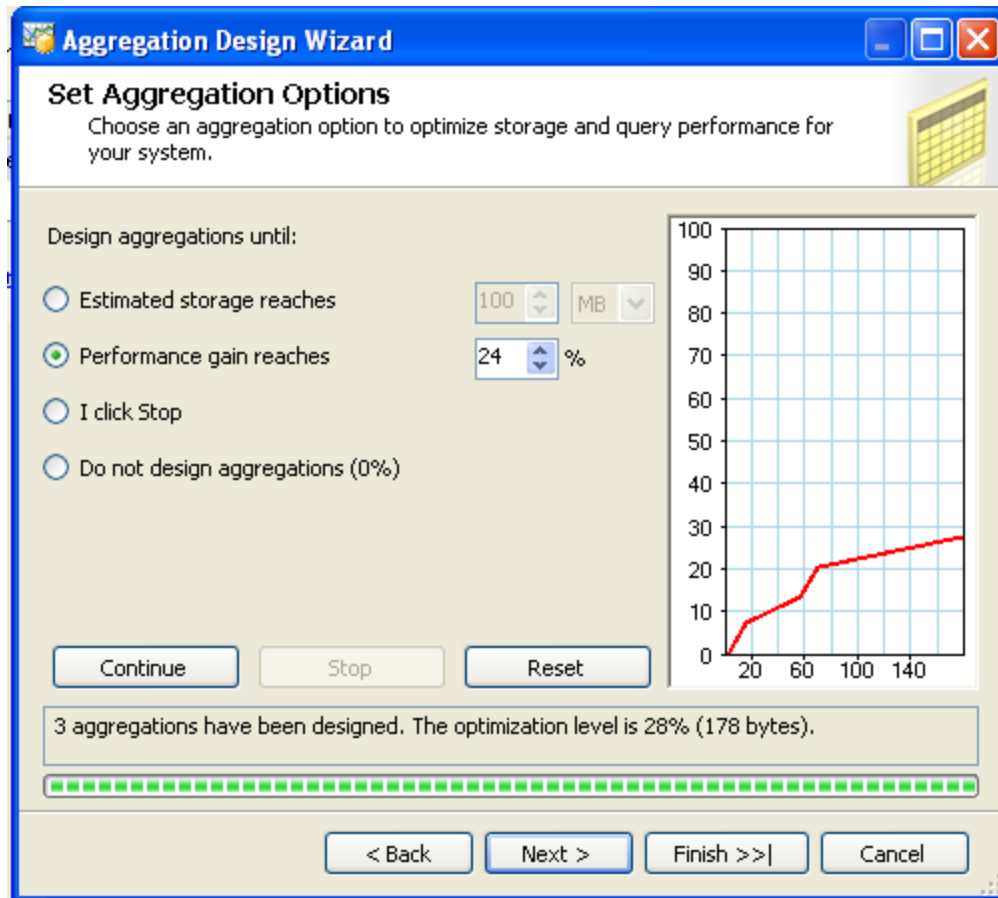 Aggregation Design Wizard
Set Aggregation Options
Choose an aggregation option to optimize storage and query performance for
your system.
Design aggregations until:
Estimated storage reaches 100 MB
Performance gain reaches 24 %
I click Stop
Do not design aggregations (0%)
100
90
80
70
60
50
40
30
20
10
0
20 60 100 140
Continue Stop Reset
3 aggregations have been designed. The optimization level is 28% (178 bytes).
< Back Next > Finish >>| Cancel